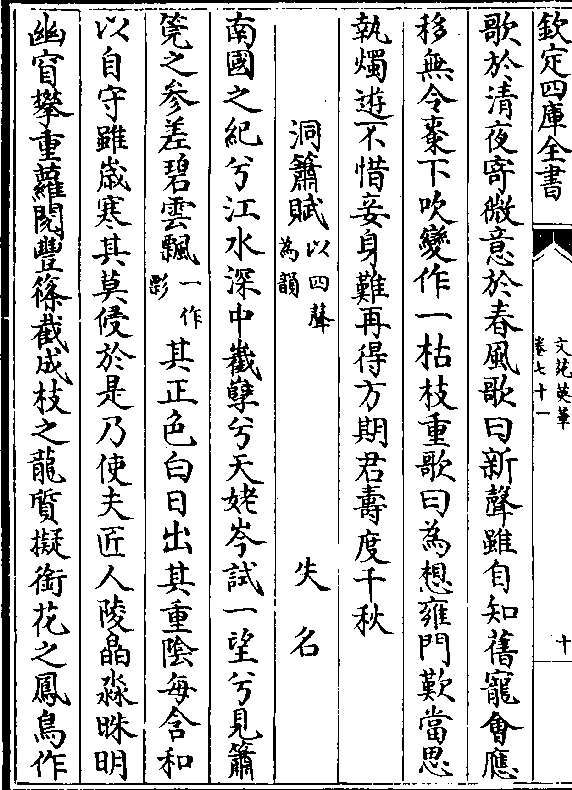 欽定四庫全書
文苑英華
卷七十一
十
歌於清夜寄微意於春風歌曰新聲雖自知舊寵會應
移無令棗下吹變作一枯枝重歌曰為想雍門歎當思
執燭遊不惜妾身難再得方期君壽度千秋
洞簫賦以四聲為韻
失名
南國之紀兮江水深中巀孽兮天姥岑試一望兮見簫
筦之參差碧雲飄一作影其正色白日出其重陰每含和
以自守雖嵗寒其莫侵於是乃使夫匠人陵晶淼眛明
幽窅攀重蘿閱豐篠截成枝之龍質擬銜花之鳳鳥作